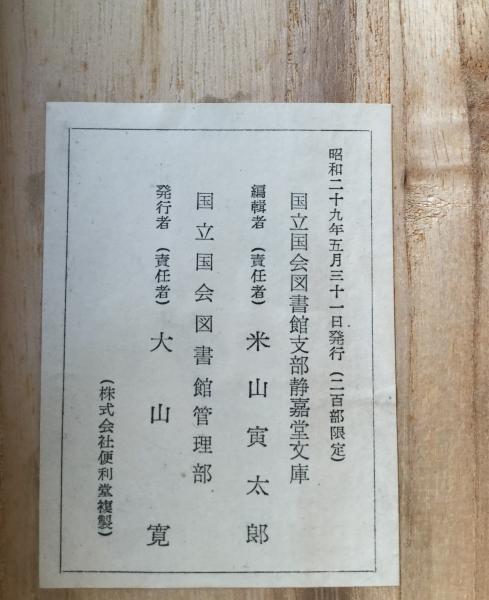 昭和二十九年五月三十一日発行（二百部限定）
国立国会図書館支部静嘉堂文庫
編輯者（責任者）米山寅太郎
国立国会図書館管理部
発行者（責任者）大山寛
（株式会社便利堂複製）